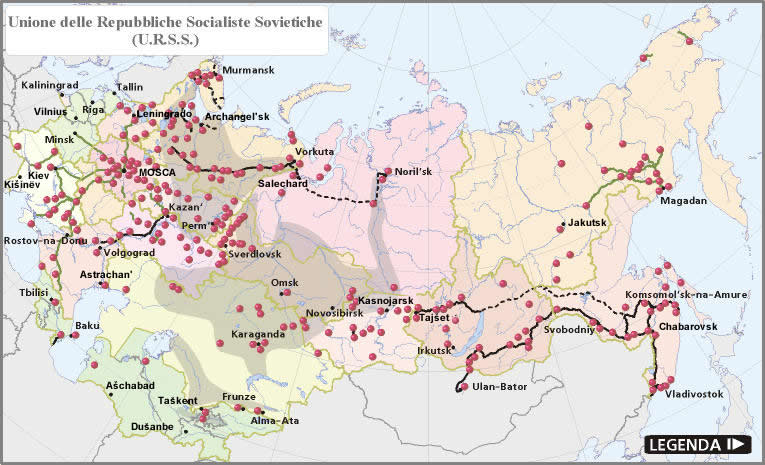 Unione delle Repubbliche Socialiste Sovietiche
(U.R.S.S.)
Murmansk
Kaliningrad
Tallin
Vilnius
Riga
Leningrado
Archangel'sk
Minsk
Vorkuta
MOSCA
Noril'sk
Kiev
Salechard
Kišinëv
Kazan'
Magadan
Perm'
Jakutsk
Rostov-na-Donu
Volgograd
Sverdlovsk
Astrachan'
Omsk
Tbilisi
Kasnojarsk
Komsomol'sk-na-Amure
Novosibirsk
Tajšet
Baku
Karaganda
Svobodniy
Chabarovsk
Irkutsk
Ašchabad
Ulan-Bator
Frunze
Vladivostok
Taškent
Alma-Ata
Dušanbe
LEGENDA